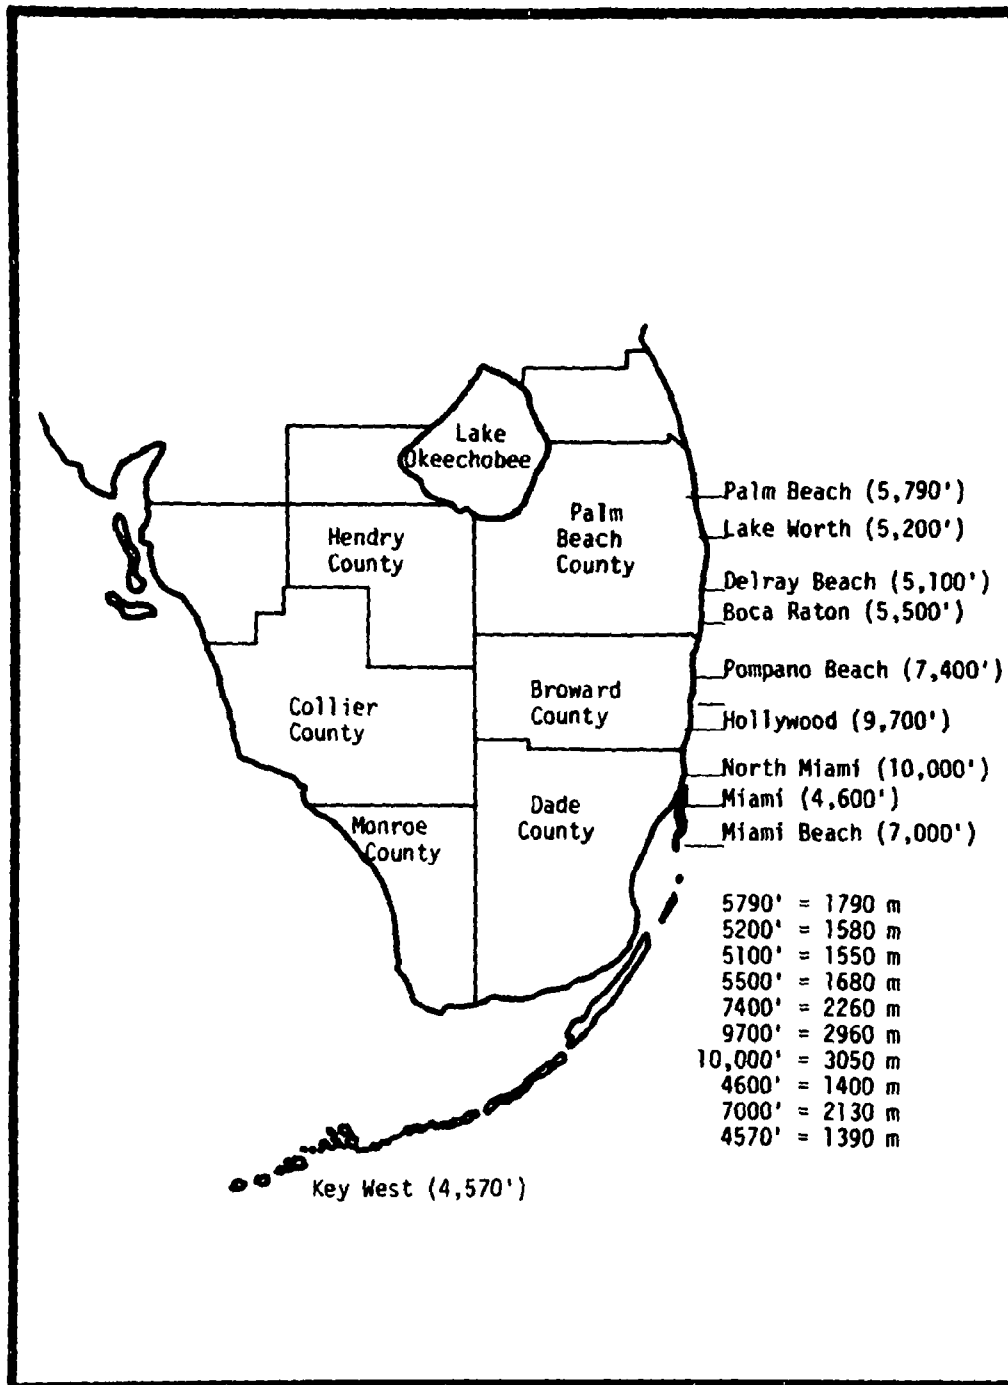 Lake
Okeechobee
Palm
Beach
County
Hendry
County
Collier
County
Broward
County
Monroe
County
Dade
County
Palm Beach (5,790')
Lake Worth (5,200')
Delray Beach (5,100')
Boca Raton (5,500')
Pompano Beach (7,400')
Hollywood (9,700')
North Miami (10,000')
Miami (4,600')
Miami Beach (7,000')
5790' = 1790 m
5200' = 1580 m
5100' = 1550 m
5500' = 1680 m
7400' = 2260 m
9700' = 2960 m
10,000' = 3050 m
4600' = 1400 m
7000' = 2130 m
4570' = 1390 m
Key West (4,570')